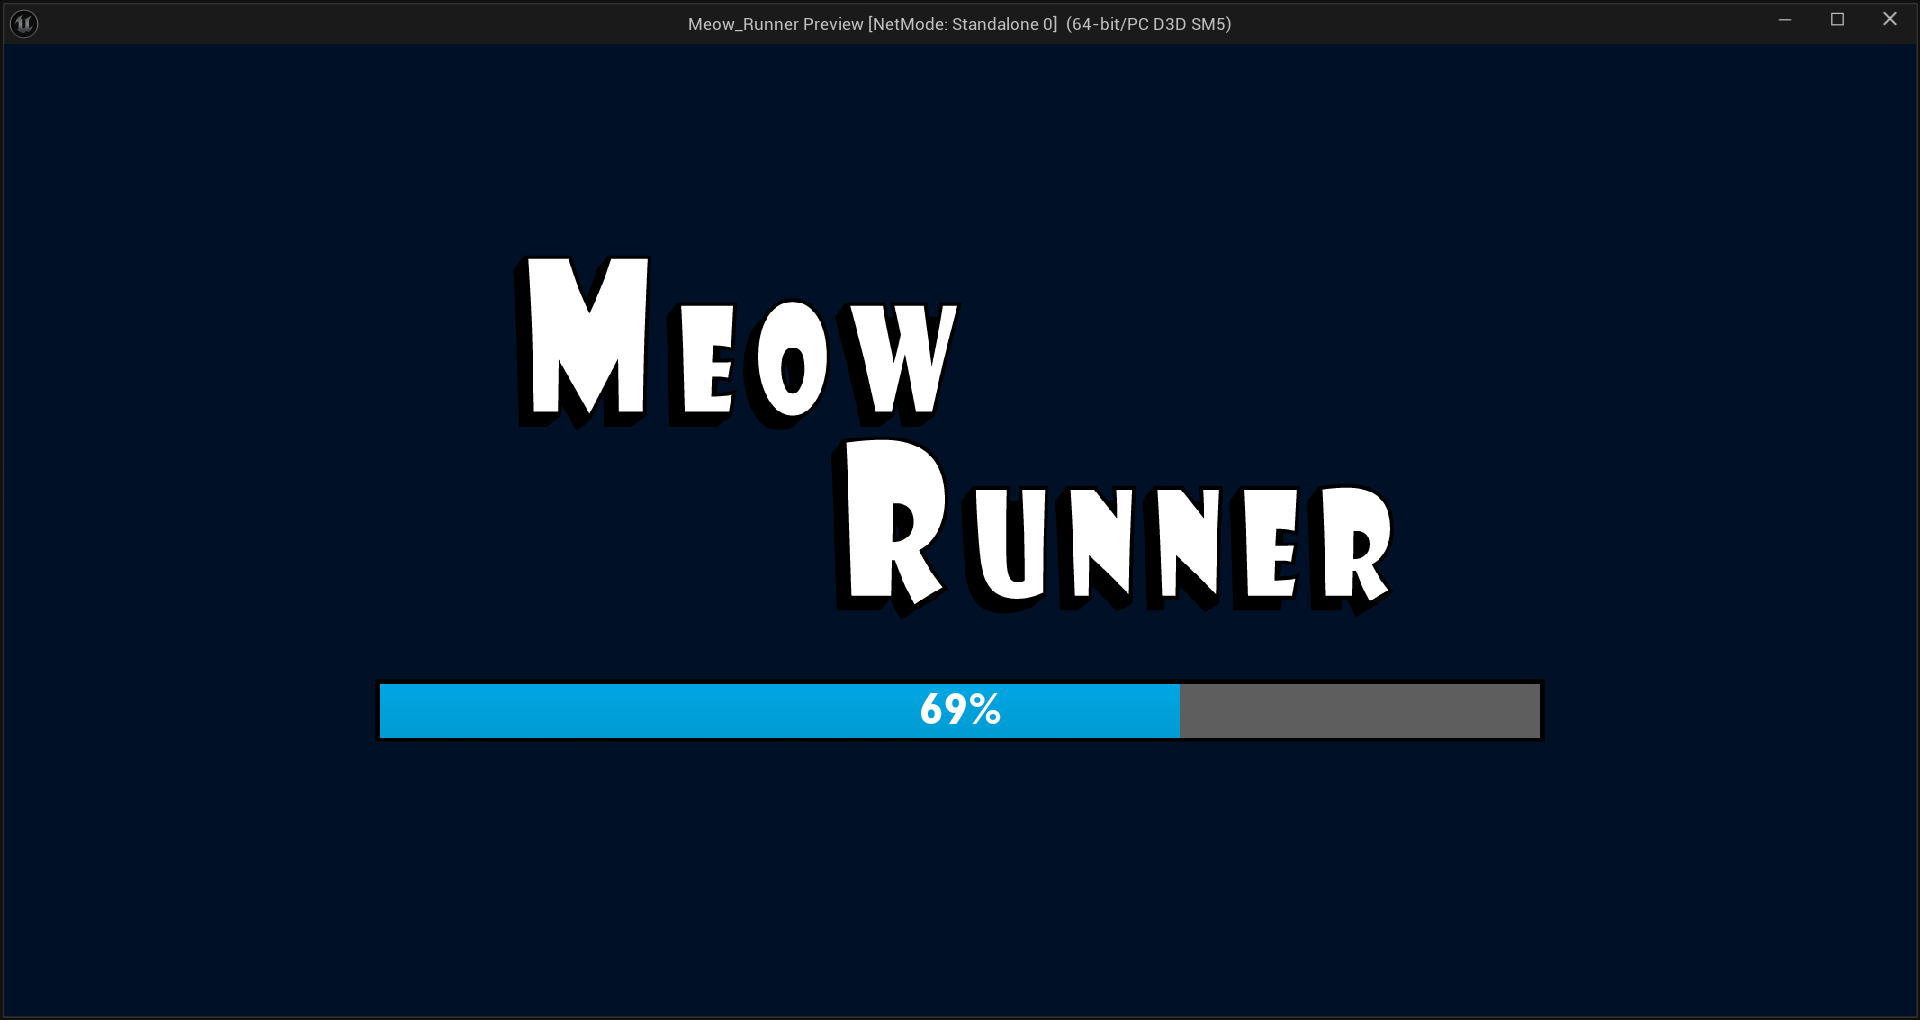 Meow_Runner Preview [NetMode: Standalone 0] (64-bit/PC D3D SM5)
MEOW
RUNNER
69%